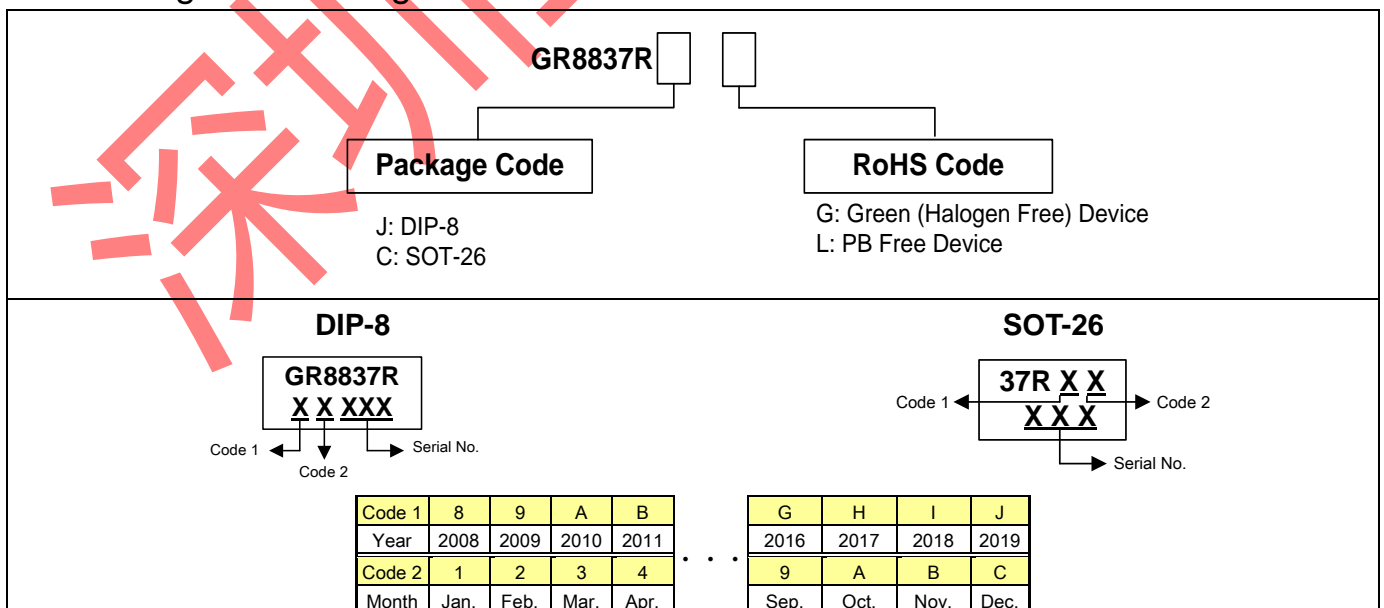 GR8837R
Package Code
RoHS Code
J: DIP-8
C: SOT-26
G: Green (Halogen Free) Device
L: PB Free Device
DIP-8
GR8837R
X X XXX
Code 1
Code 2
Serial No.
SOT-26
37R X X
X X X
Code 1
Code 2
Serial No.
Code 1 8 9 A B G H I J
Year 2008 2009 2010 2011 . . . 2016 2017 2018 2019
Code 2 1 2 3 4 9 A B C
Month Jan. Feb. Mar. Apr. Sep. Oct. Nov. Dec.
深圳